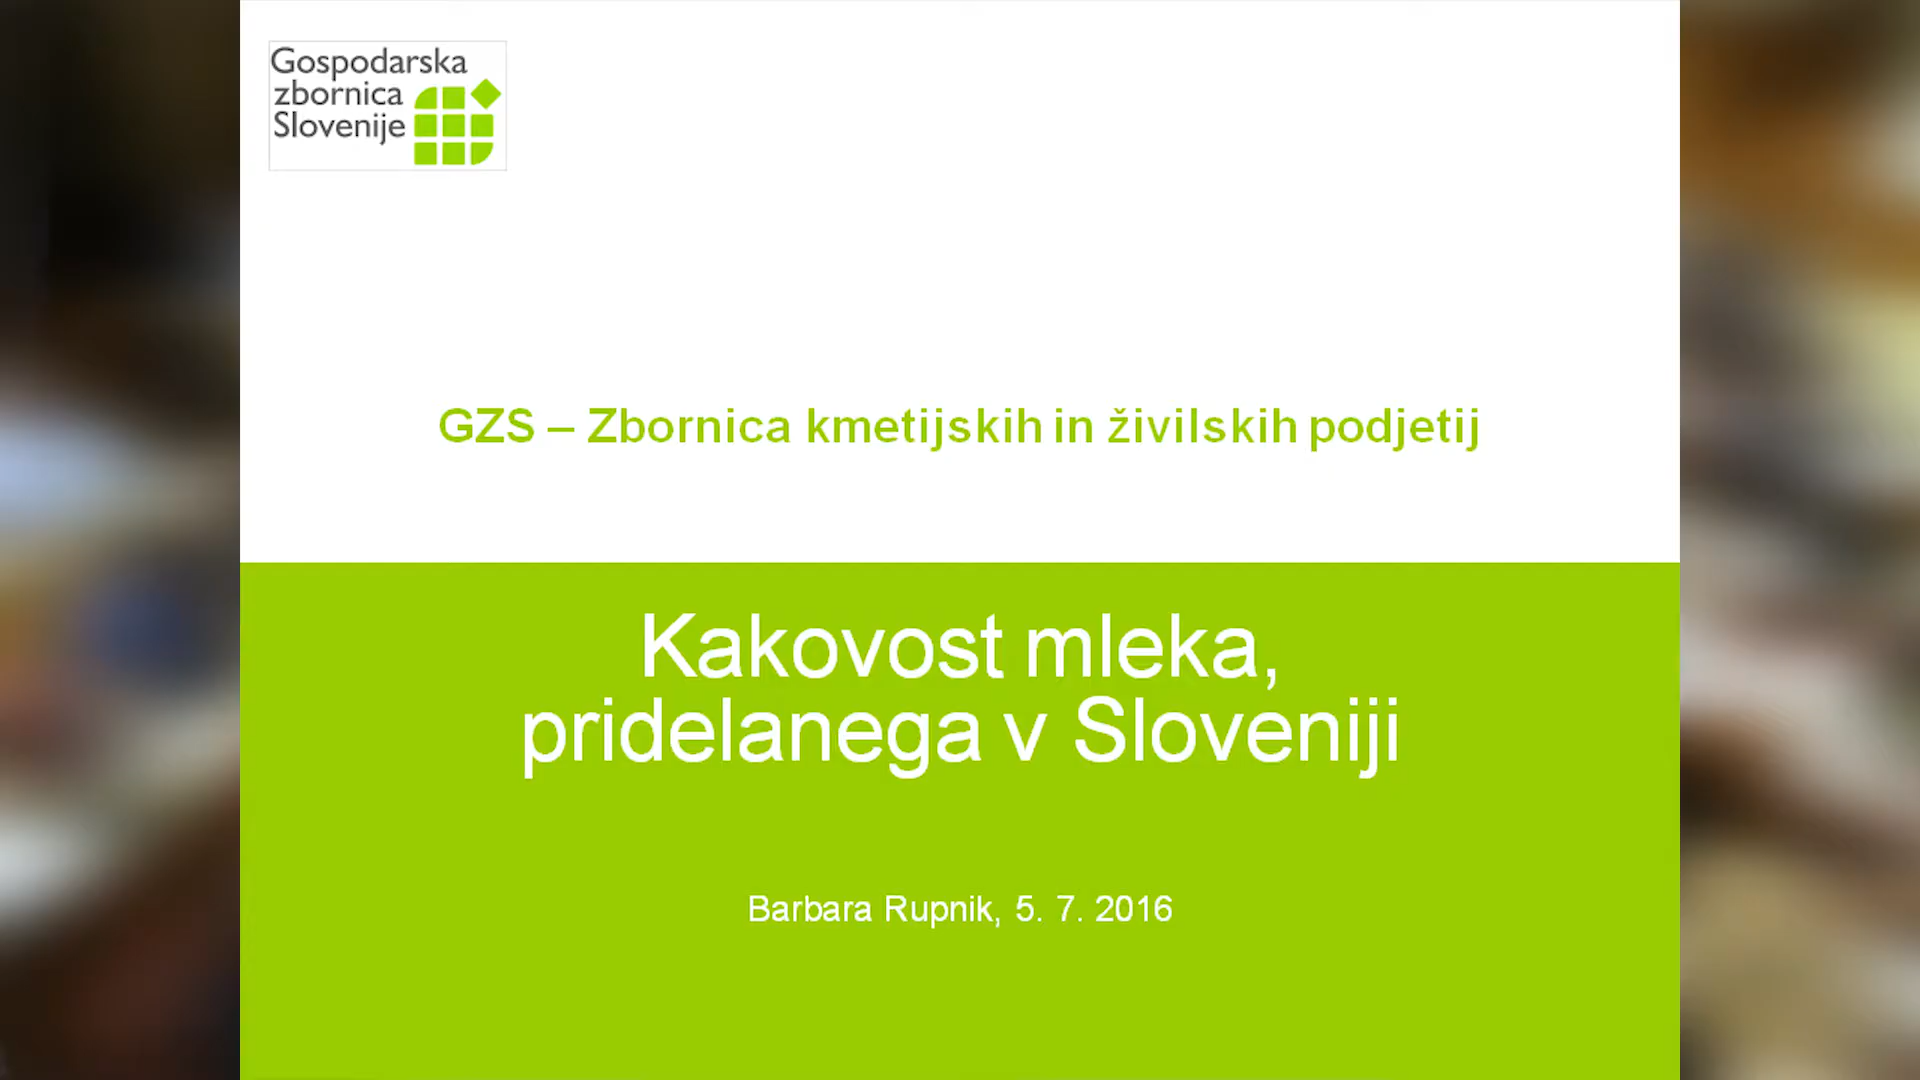 Gospodarska
zbornica
Slovenije
GZS – Zbornica kmetijskih in živilskih podjetij
Kakovost mleka,
pridelanega v Sloveniji
Barbara Rupnik, 5. 7. 2016